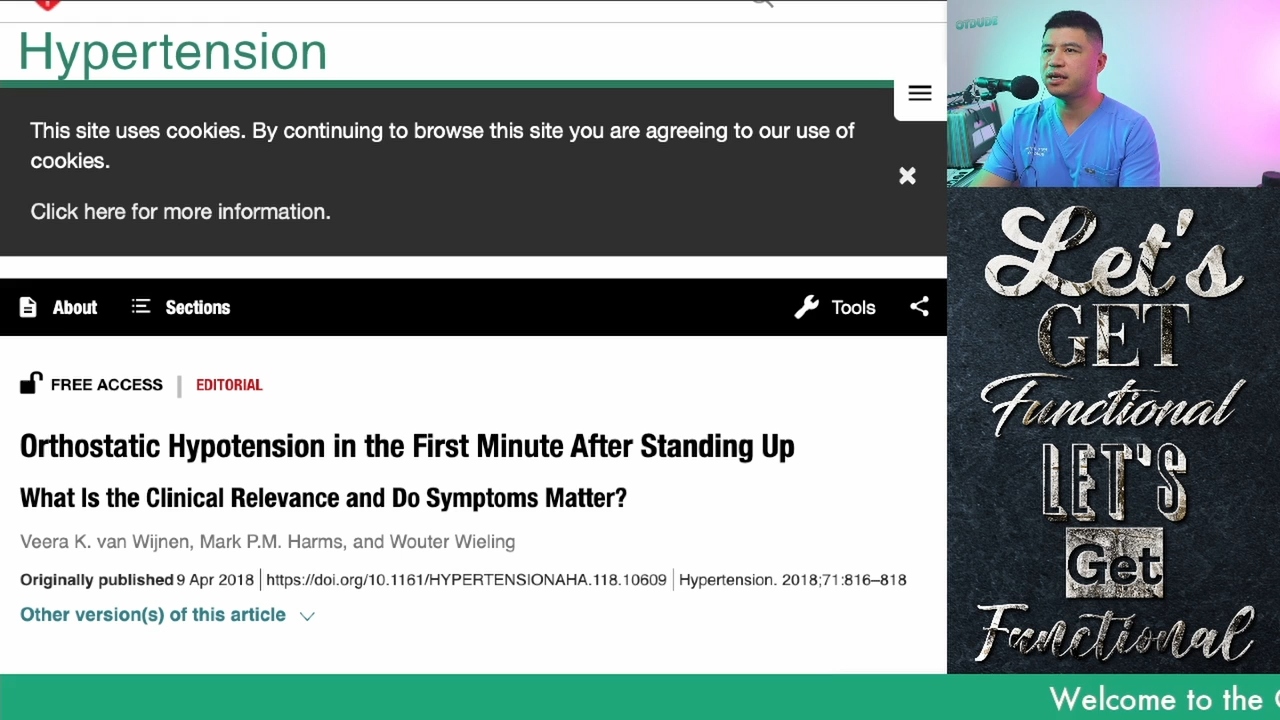 Hypertension
This site uses cookies. By continuing to browse this site you are agreeing to our use of
cookies.
Click here for more information.
About Sections Tools
FREE ACCESS | EDITORIAL
Orthostatic Hypotension in the First Minute After Standing Up
What Is the Clinical Relevance and Do Symptoms Matter?
Veera K. van Wijnen, Mark P.M. Harms, and Wouter Wieling
Originally published 9 Apr 2018 | https://doi.org/10.1161/HYPERTENSIONAHA.118.10609 | Hypertension. 2018;71:816–818
Other version(s) of this article
OTDUDE
Let's
GET
Functional
LET'S
Get
Functional
Welcome to the